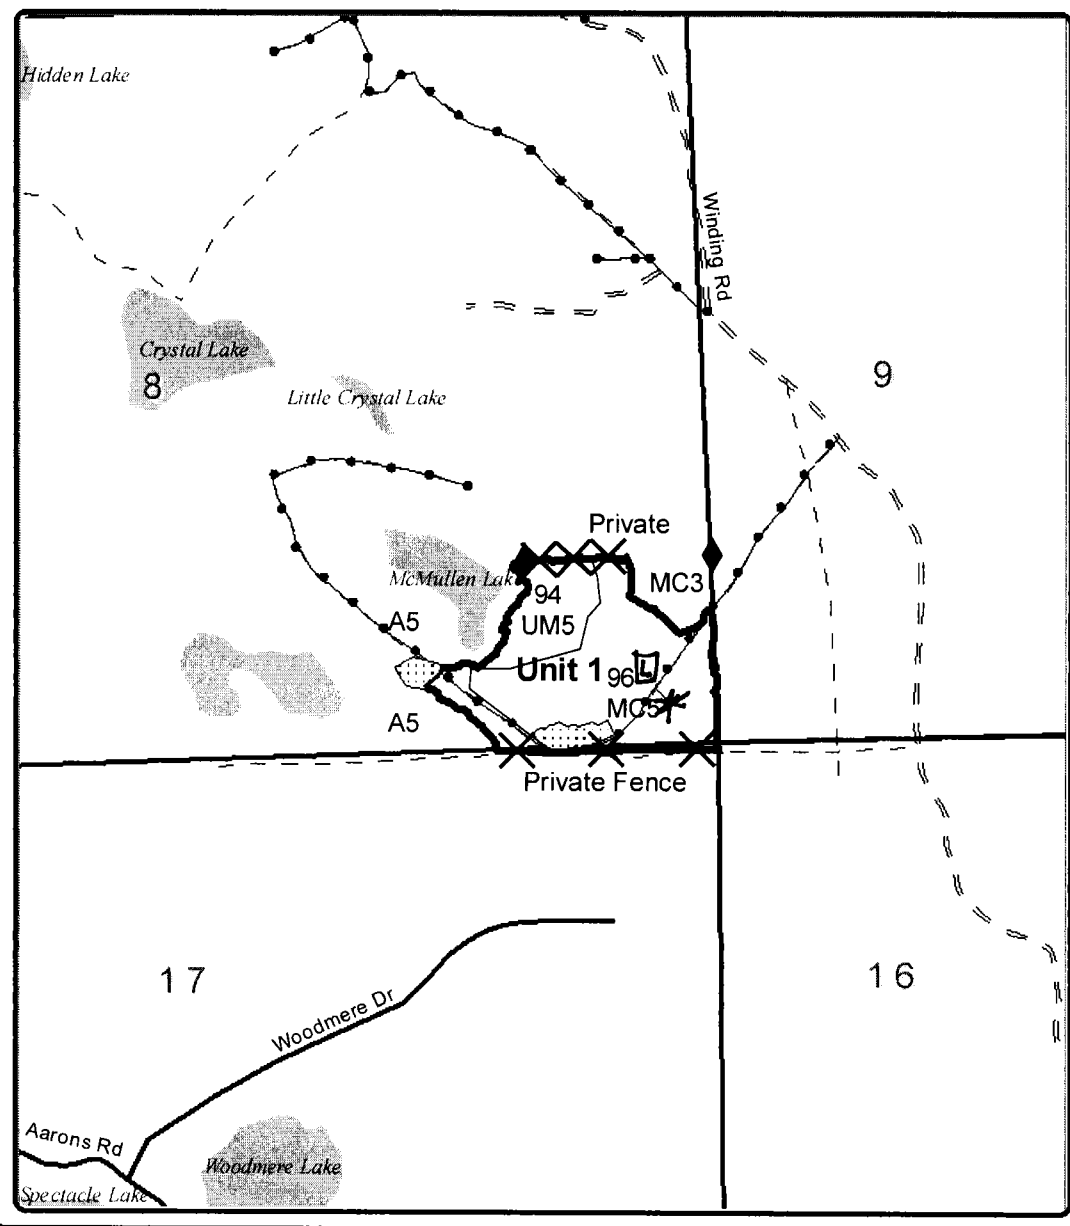 Hidden Lake
Winding Rd
Crystal Lake
8
9
Little Crystal Lake
Private
McMullen Lak
94
MC3
A5
UM5
Unit 1
96
L
MC5
A5
Private Fence
17
16
Woodmere Dr
Aarons Rd
Woodmere Lake
Spectacle Lake